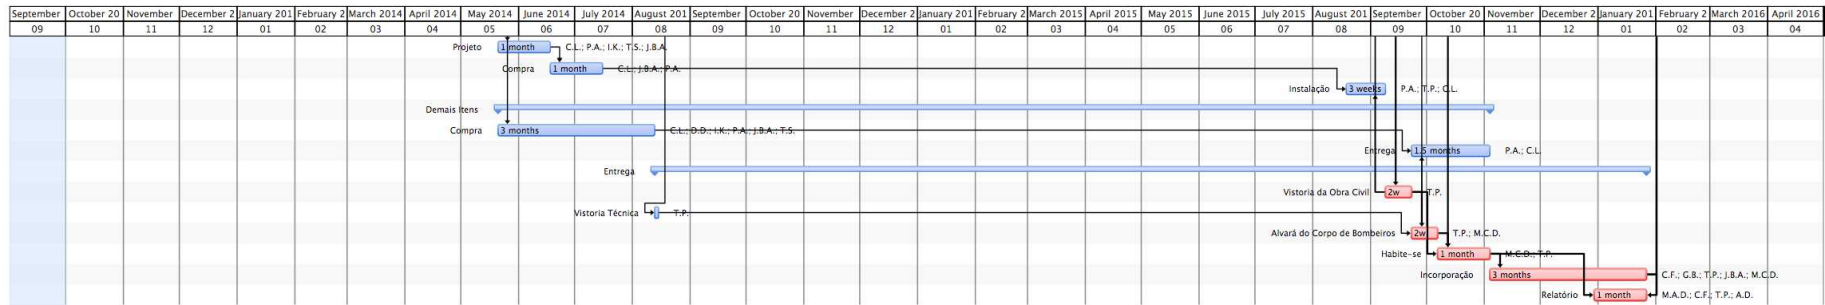 September October 20 November December 2 January 201 February 2 March 2014 April 2014 May 2014 June 2014 July 2014 August 201 September October 20 November December 2 January 201 February 2 March 2015 April 2015 May 2015 June 2015 July 2015 August 201 September October 20 November December 2 January 201 February 2 March 2016 April 2016
09 10 11 12 01 02 03 04 05 06 07 08 09 10 11 12 01 02 03 04 05 06 07 08 09 10 11 12 01 02 03 04
Projeto 1 month C.L.; P.A.; I.K.; T.S.; J.B.A.
Compra 1 month C.L.; J.B.A.; P.A.
Instalação 3 weeks P.A.; T.P.; C.L.
Demais Itens
Compra 3 months C.L.; D.D.; I.K.; P.A.; J.B.A.; T.S.
Entrega 1.5 months P.A.; C.L.
Entrega
Vistoria da Obra Civil 2w T.P.
Vistoria Técnica T.P.
Alvará do Corpo de Bombeiros 2w T.P.; M.C.D.
Habite-se 1 month M.C.D.; T.P.
Incorporação 3 months C.F.; G.B.; T.P.; J.B.A.; M.C.D.
Relatório 1 month M.A.D.; C.F.; T.P.; A.D.